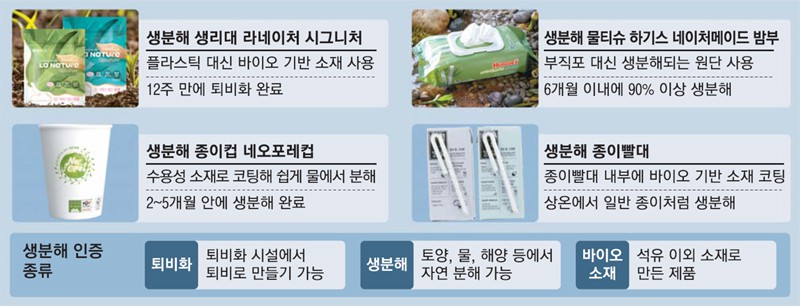 La Nature
생분해 생리대 라네이처 시그니처
플라스틱 대신 바이오 기반 소재 사용
12주 만에 퇴비화 완료
생분해 물티슈 하기스 네이처메이드 밤부
부직포 대신 생분해되는 원단 사용
6개월 이내에 90% 이상 생분해
생분해 종이컵 네오포레컵
수용성 소재로 코팅해 쉽게 물에서 분해
2~5개월 안에 생분해 완료
생분해 종이빨대
종이빨대 내부에 바이오 기반 소재 코팅
상온에서 일반 종이처럼 생분해
생분해 인증
종류
퇴비화
퇴비화 시설에서
퇴비로 만들기 가능
생분해
토양, 물, 해양 등에서
자연 분해 가능
바이오
소재
석유 이외 소재로
만든 제품